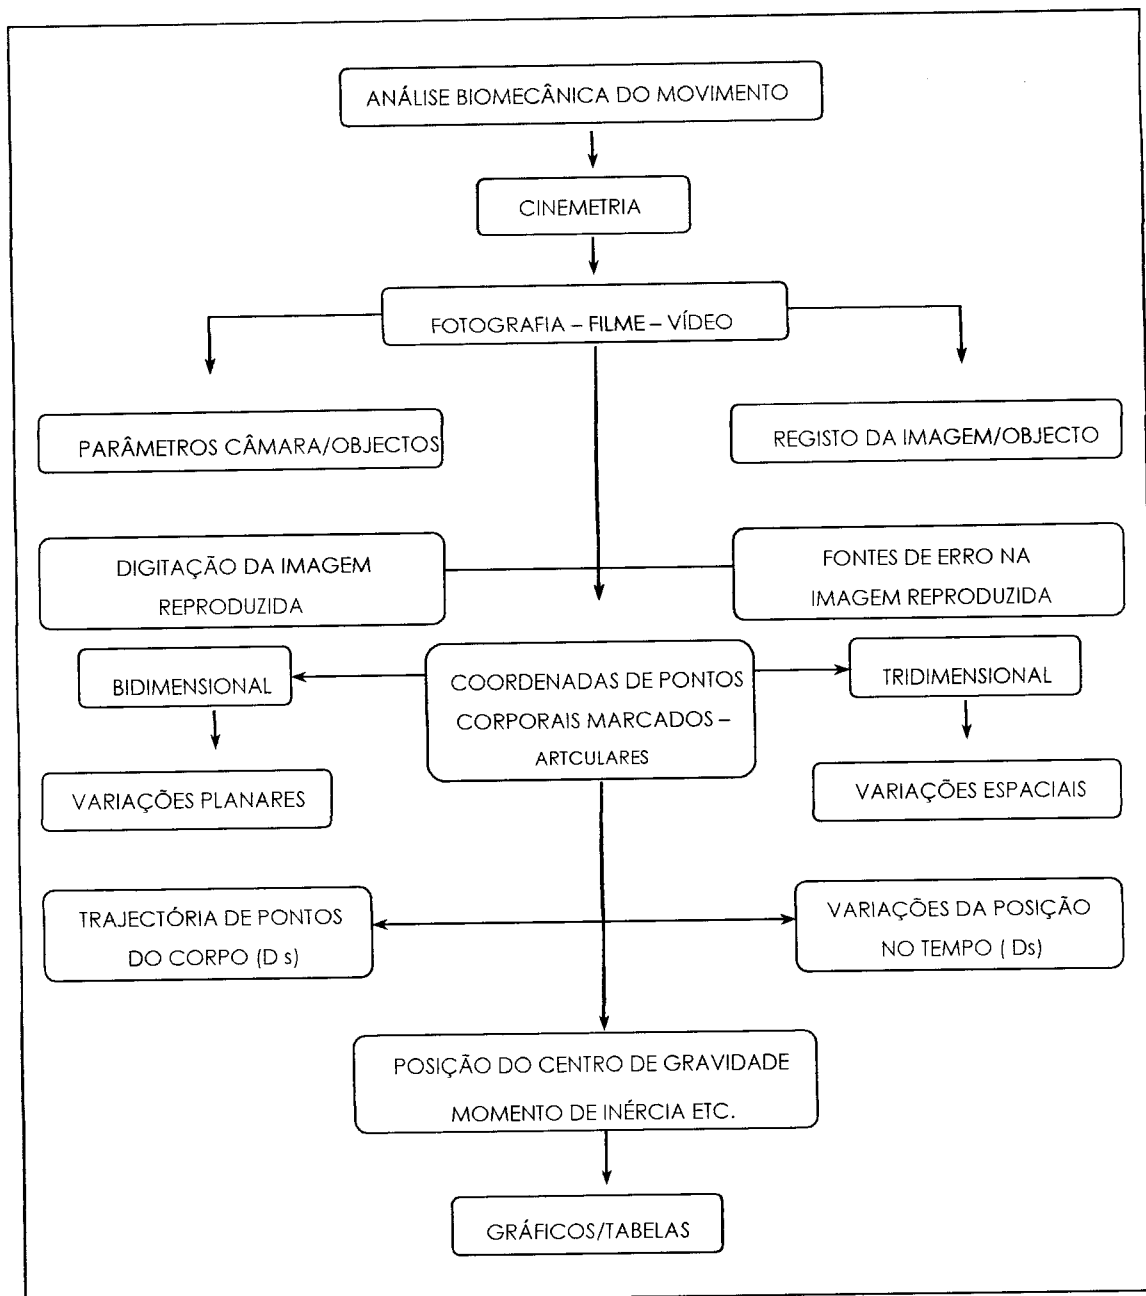 ANÁLISE BIOMECÂNICA DO MOVIMENTO
CINEMETRIA
FOTOGRAFIA – FILME – VÍDEO
PARÂMETROS CÂMARA/OBJECTOS
REGISTO DA IMAGEM/OBJECTO
DIGITAÇÃO DA IMAGEM
REPRODUZIDA
FONTES DE ERRO NA
IMAGEM REPRODUZIDA
BIDIMENSIONAL
COORDENADAS DE PONTOS
CORPORAIS MARCADOS –
ARTCULARES
TRIDIMENSIONAL
VARIAÇÕES PLANARES
VARIAÇÕES ESPACIAIS
TRAJECTÓRIA DE PONTOS
DO CORPO (D s)
VARIAÇÕES DA POSIÇÃO
NO TEMPO ( Ds)
POSIÇÃO DO CENTRO DE GRAVIDADE
MOMENTO DE INÉRCIA ETC.
GRÁFICOS/TABELAS